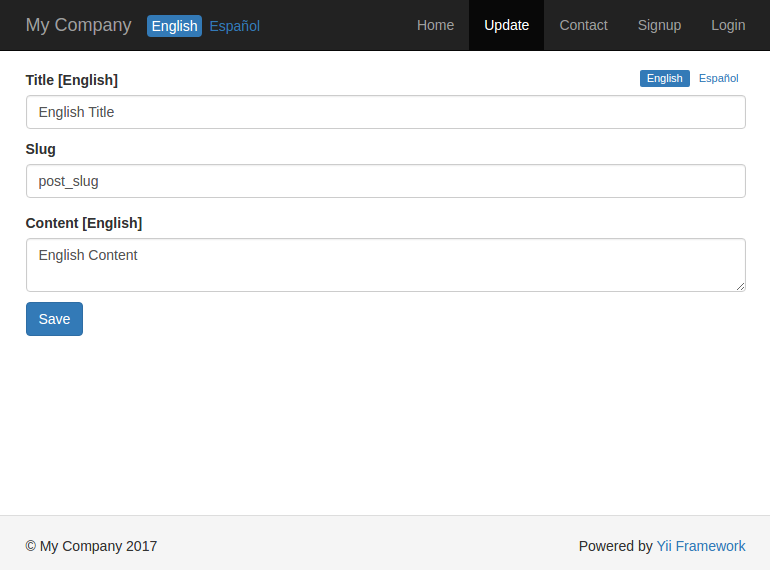 My Company English Español Home Update Contact Signup Login
Title [English] English Español
English Title
Slug
post_slug
Content [English]
English Content
Save
© My Company 2017 Powered by Yii Framework